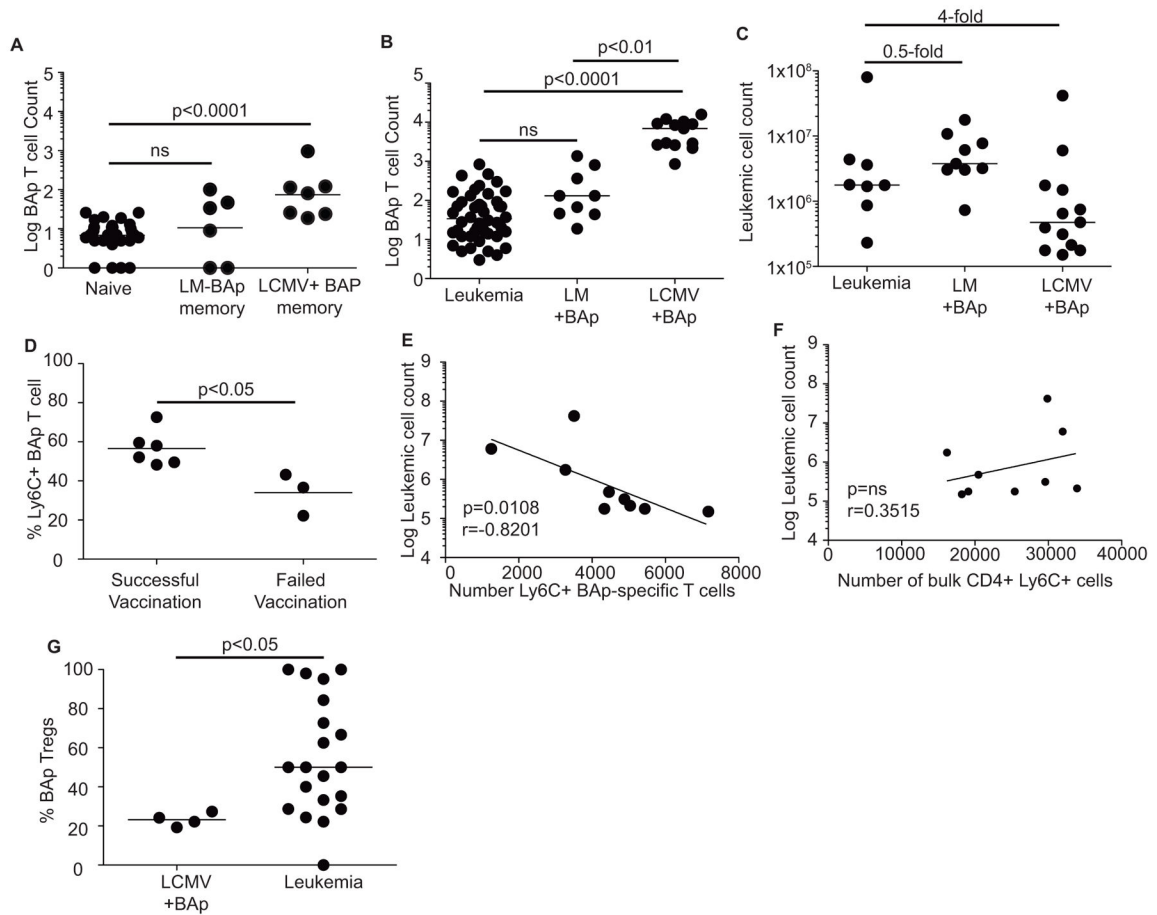 A
Log BAp T cell Count
5
4
3
2
1
0
p<0.0001
ns
Naive
LM-BAp
memory
LCMV+ BAP
memory
B
Log BAp T cell Count
5
4
3
2
1
0
p<0.01
p<0.0001
ns
Leukemia
LM
+BAp
LCMV
+BAp
C
Leukemic cell count
1x10⁸
1x10⁷
1x10⁶
1x10⁵
4-fold
0.5-fold
Leukemia
LM
+BAp
LCMV
+BAp
D
% Ly6C+ BAp T cell
100
80
60
40
20
0
p<0.05
Successful
Vaccination
Failed
Vaccination
E
Log Leukemic cell count
9
8
7
6
5
4
p=0.0108
r=-0.8201
0 2000 4000 6000 8000
Number Ly6C+ BAp-specific T cells
F
Log Leukemic cell count
9
8
7
6
5
4
p=ns
r=0.3515
0 10000 20000 30000 40000
Number of bulk CD4+ Ly6C+ cells
G
% BAp Tregs
100
80
60
40
20
0
p<0.05
LCMV
+BAp
Leukemia